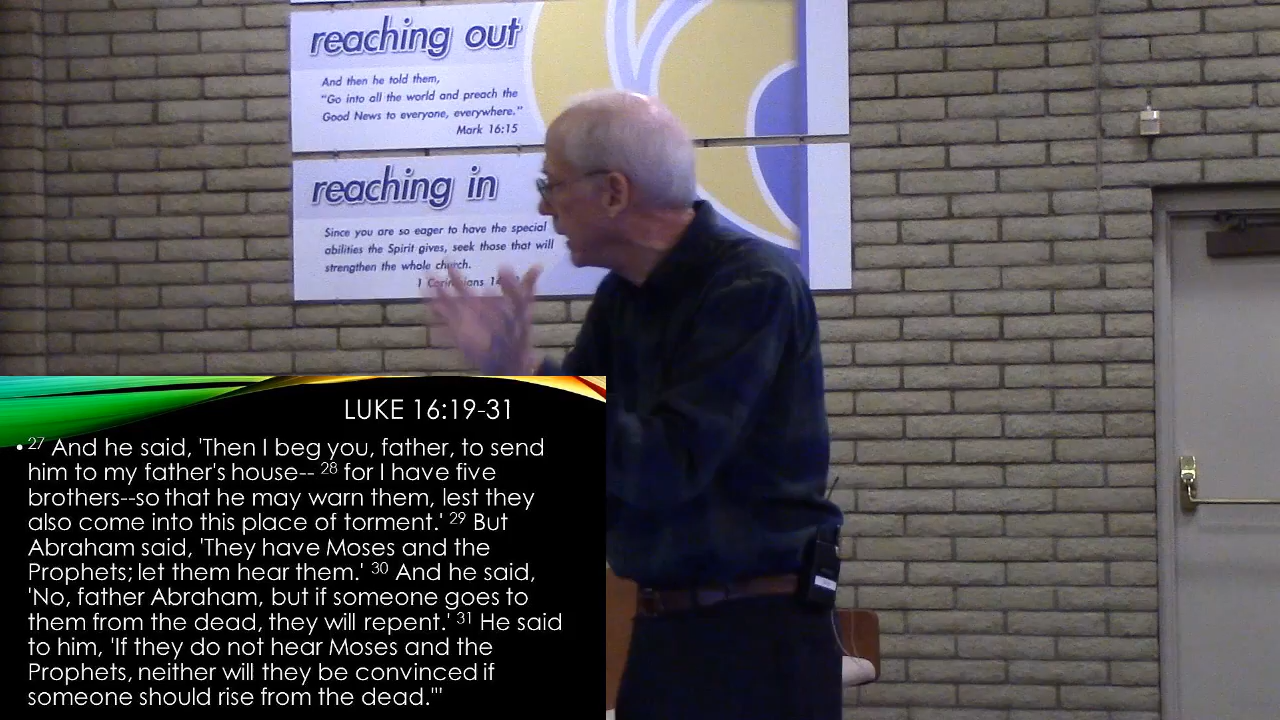 reaching out
And then he told them,
"Go into all the world and preach the
Good News to everyone, everywhere."
Mark 16:15
reaching in
Since you are so eager to have the special
abilities the Spirit gives, seek those that will
strengthen the whole church.
1
LUKE 16:19-31
• 27 And he said, 'Then I beg you, father, to send
him to my father's house-- 28 for I have five
brothers--so that he may warn them, lest they
also come into this place of torment.' 29 But
Abraham said, 'They have Moses and the
Prophets; let them hear them.' 30 And he said,
'No, father Abraham, but if someone goes to
them from the dead, they will repent.' 31 He said
to him, 'If they do not hear Moses and the
Prophets, neither will they be convinced if
someone should rise from the dead.'"